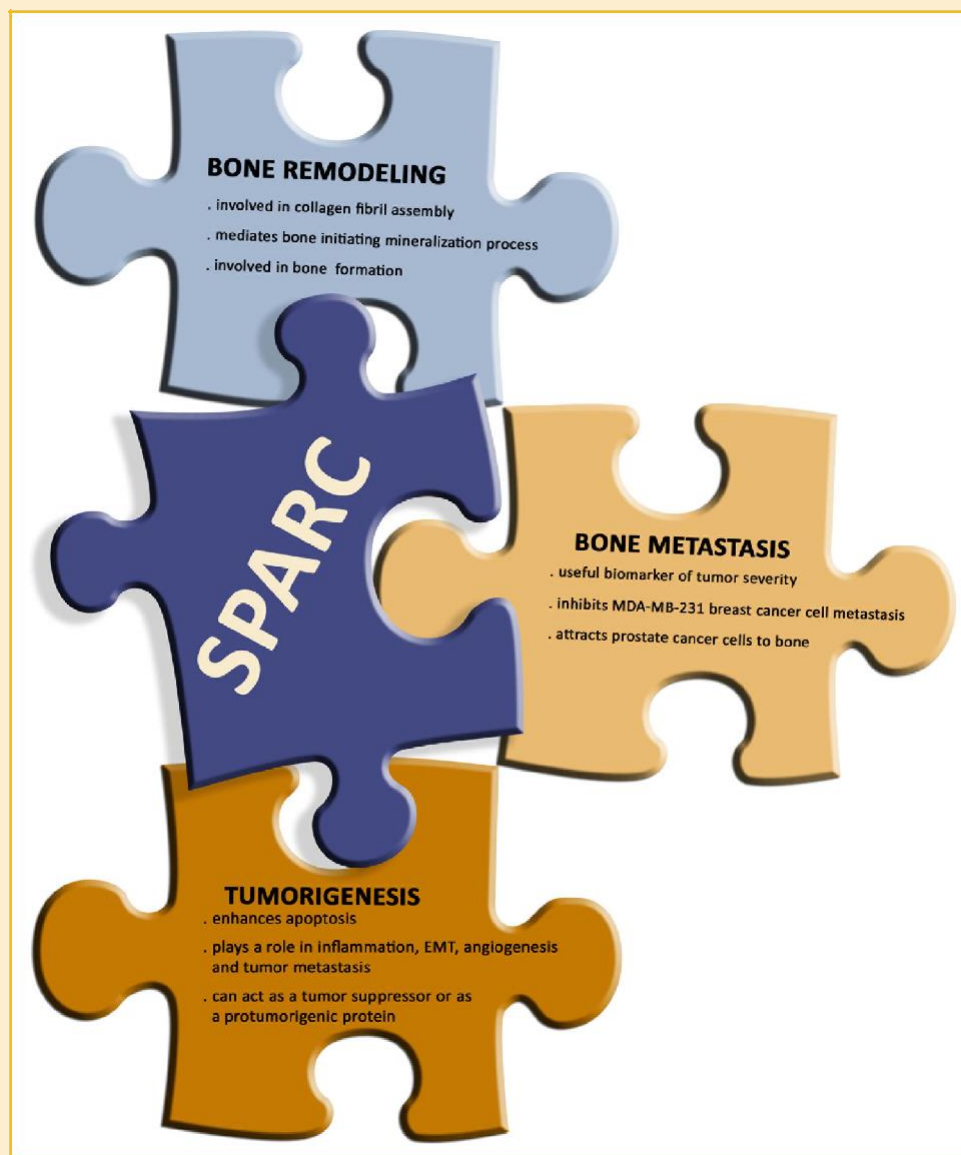 BONE REMODELING
. involved in collagen fibril assembly
. mediates bone initiating mineralization process
. involved in bone formation
SPARC
BONE METASTASIS
. useful biomarker of tumor severity
. inhibits MDA-MB-231 breast cancer cell metastasis
. attracts prostate cancer cells to bone
TUMORIGENESIS
. enhances apoptosis
. plays a role in inflammation, EMT, angiogenesis
and tumor metastasis
. can act as a tumor suppressor or as
a protumorigenic protein